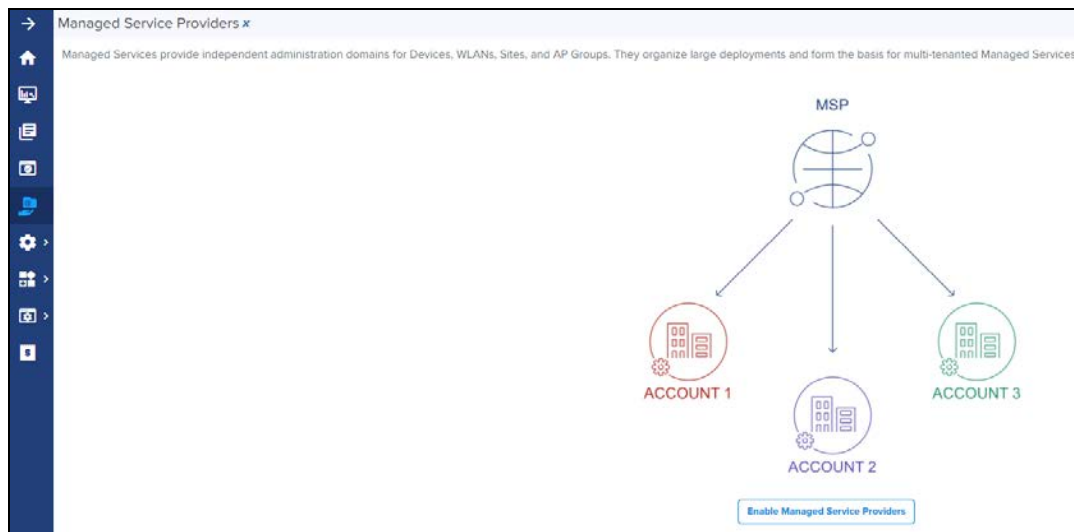 Managed Service Providers x
Managed Services provide independent administration domains for Devices, WLANs, Sites, and AP Groups. They organize large deployments and form the basis for multi-tenanted Managed Services
MSP
ACCOUNT 1
ACCOUNT 3
ACCOUNT 2
Enable Managed Service Providers